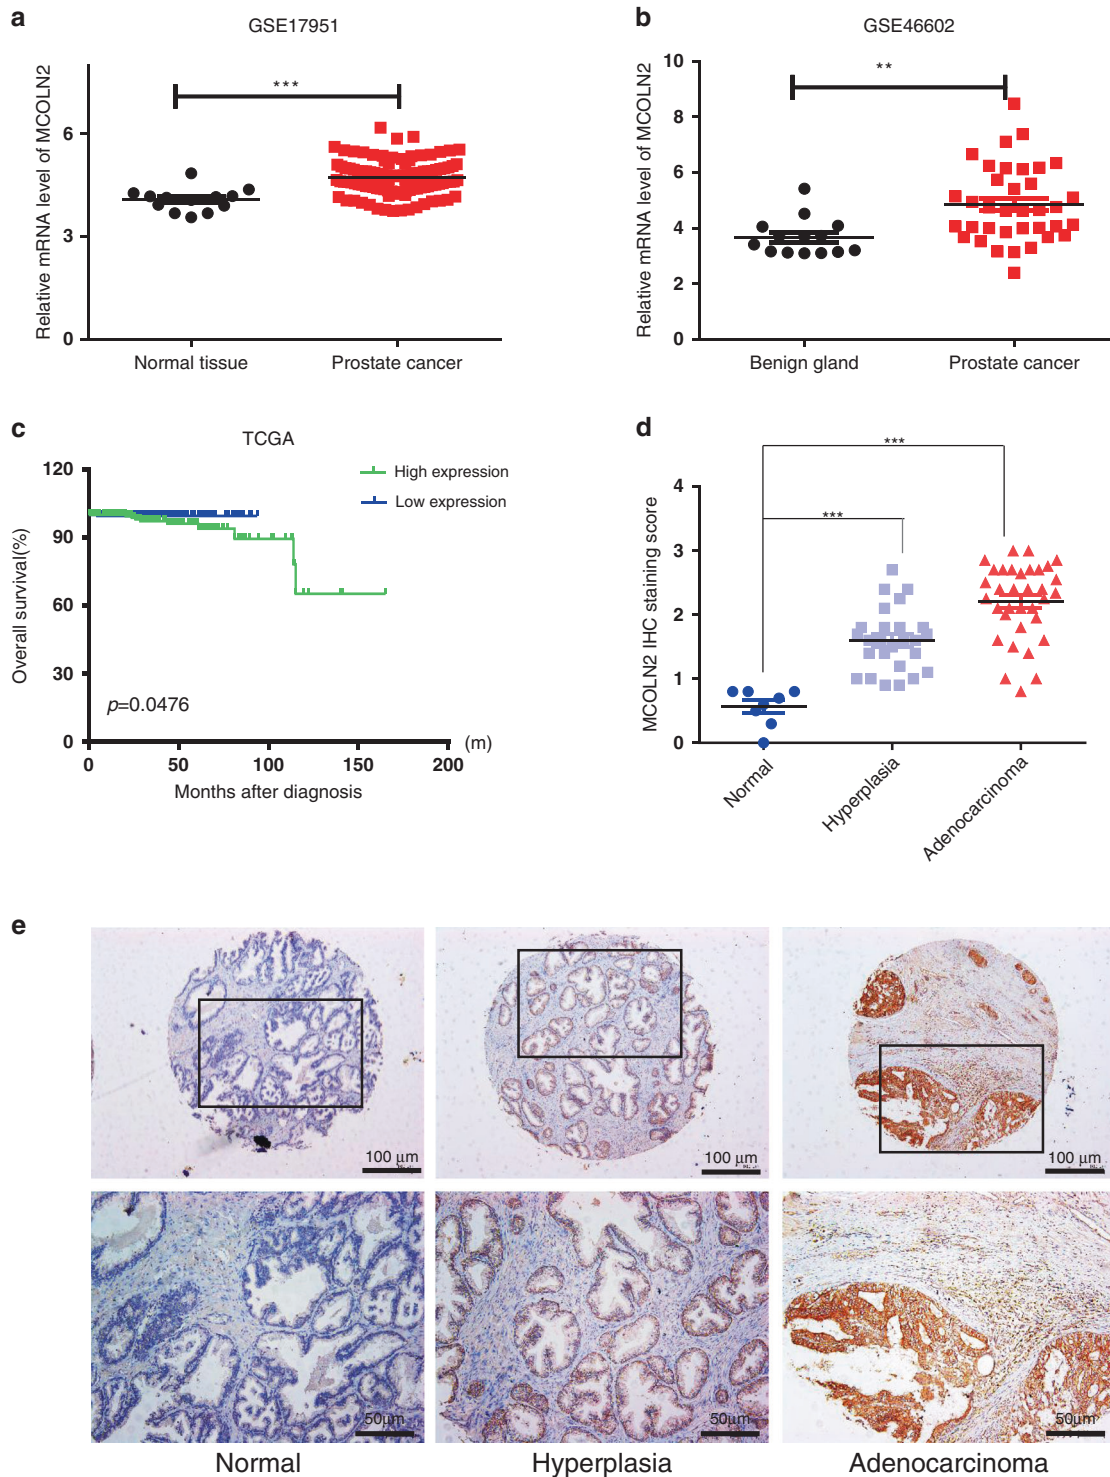 a
GSE17951
Relative mRNA level of MCOLN2
6
3
0
***
Normal tissue
Prostate cancer
b
GSE46602
Relative mRNA level of MCOLN2
10
8
6
4
2
0
**
Benign gland
Prostate cancer
c
TCGA
High expression
Low expression
Overall survival(%)
120
90
60
30
0
p=0.0476
0 50 100 150 200 (m)
Months after diagnosis
d
MCOLN2 IHC staining score
4
3
2
1
0
***
***
Normal
Hyperplasia
Adenocarcinoma
e
100 µm
100 µm
100 µm
50µm
50µm
50µm
Normal
Hyperplasia
Adenocarcinoma